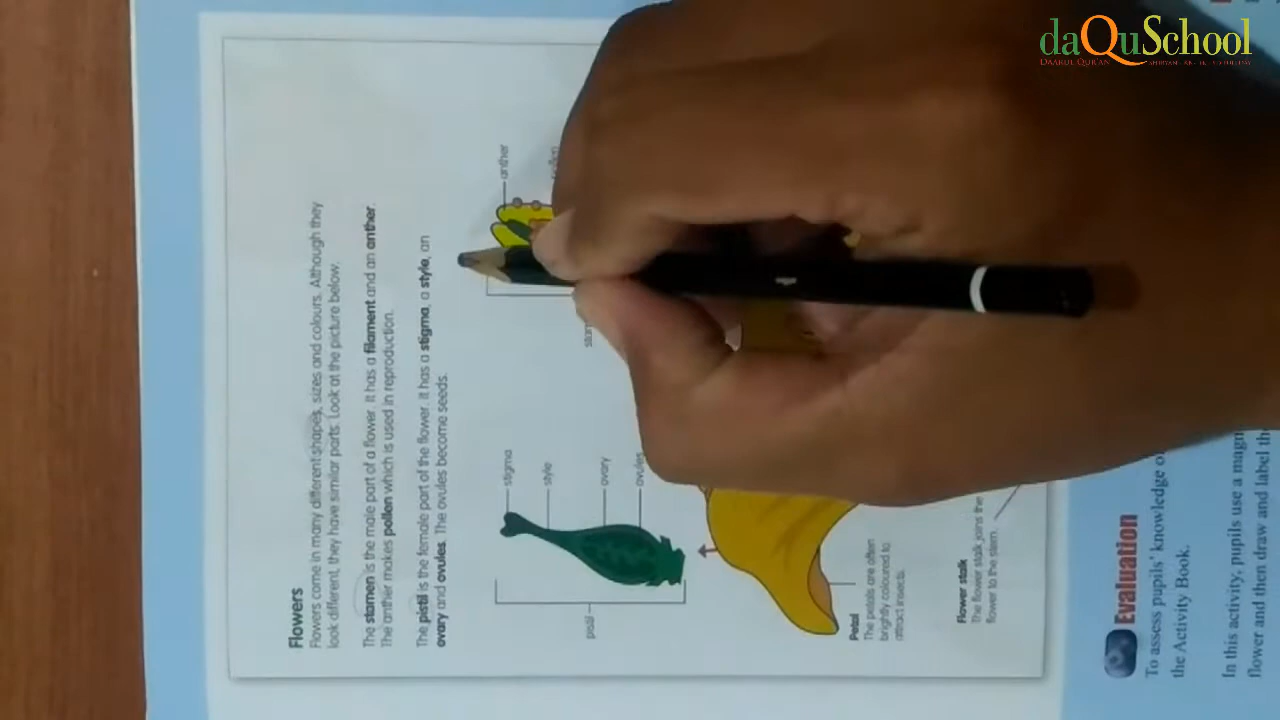 daQuSchool
Flowers
Flowers come in many different shapes, sizes and colours. Although they
look different, they have similar parts. Look at the picture below.
The stamen is the male part of a flower. It has a filament and an anther.
The anther makes pollen which is used in reproduction.
The pistil is the female part of the flower. It has a stigma, a style, an
ovary and ovules. The ovules become seeds.
stigma
style
ovary
ovules
pistil
anther
Petal
The petals are often
brightly coloured to
attract insects.
Flower stalk
The flower stalk joins the
flower to the stem.
Evaluation
To assess pupils' knowledge
the Activity Book.
In this activity, pupils use a
flower and then draw and label